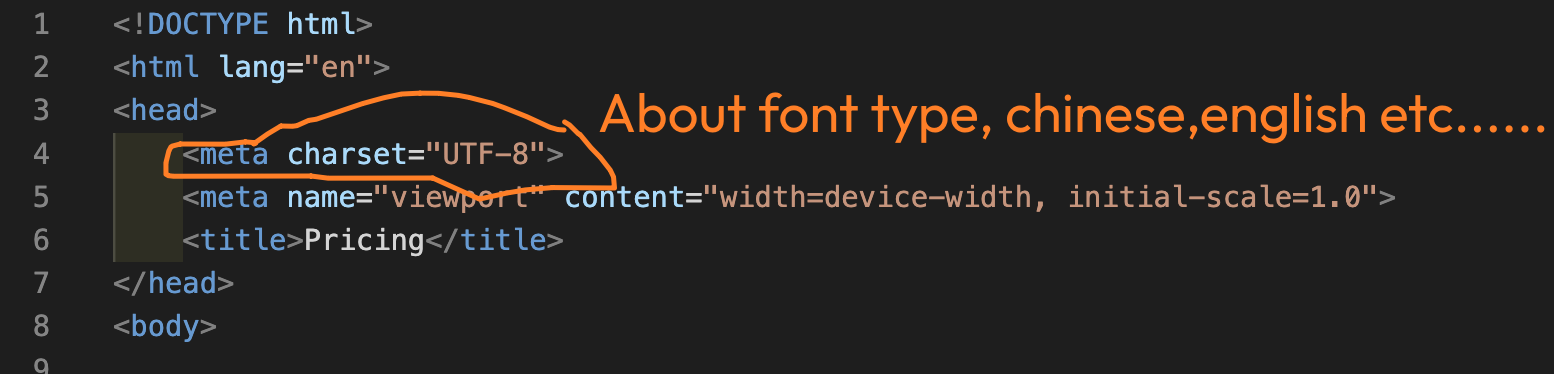 1 <!DOCTYPE html>
2 <html lang="en">
3 <head>
About font type, chinese,english etc......
4 <meta charset="UTF-8">
5 <meta name="viewport" content="width=device-width, initial-scale=1.0">
6 <title>Pricing</title>
7 </head>
8 <body>
9